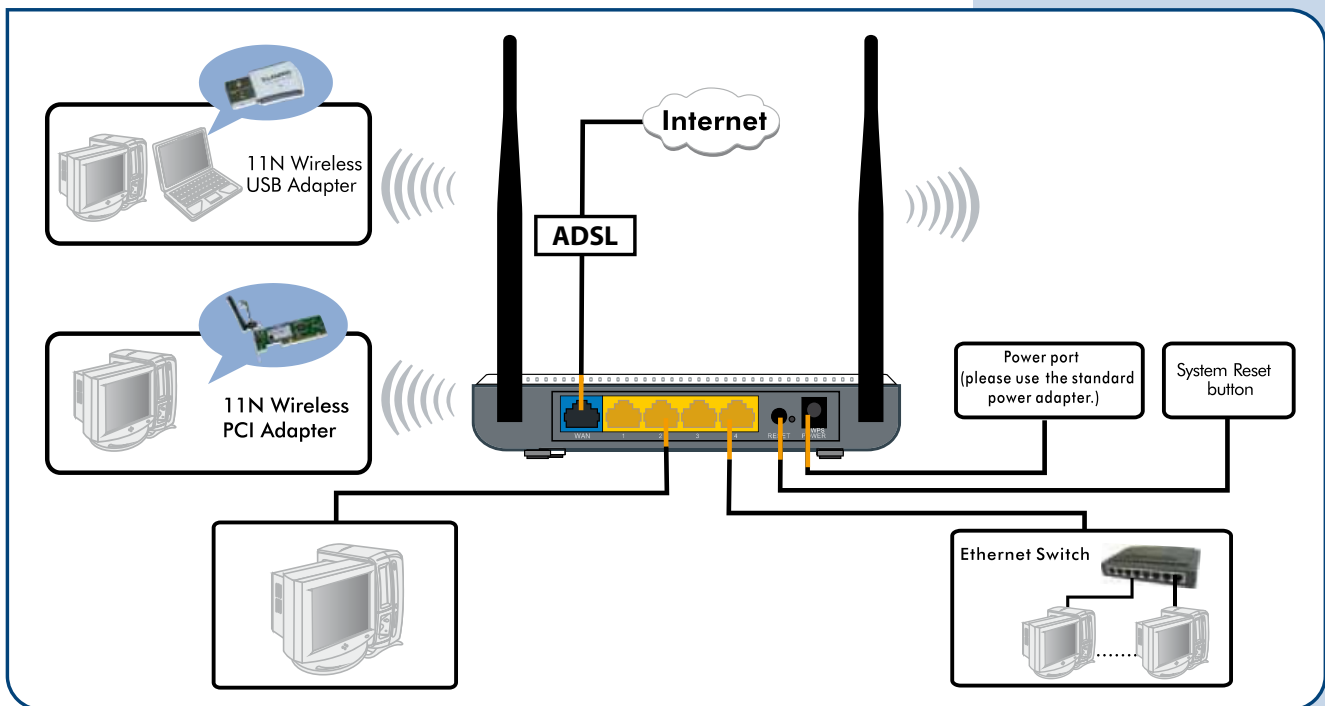 Internet
11N Wireless
USB Adapter
ADSL
11N Wireless
PCI Adapter
Power port
(please use the standard
power adapter.)
System Reset
button
WAN
1
2
3
4
RESET
WPS
POWER
Ethernet Switch